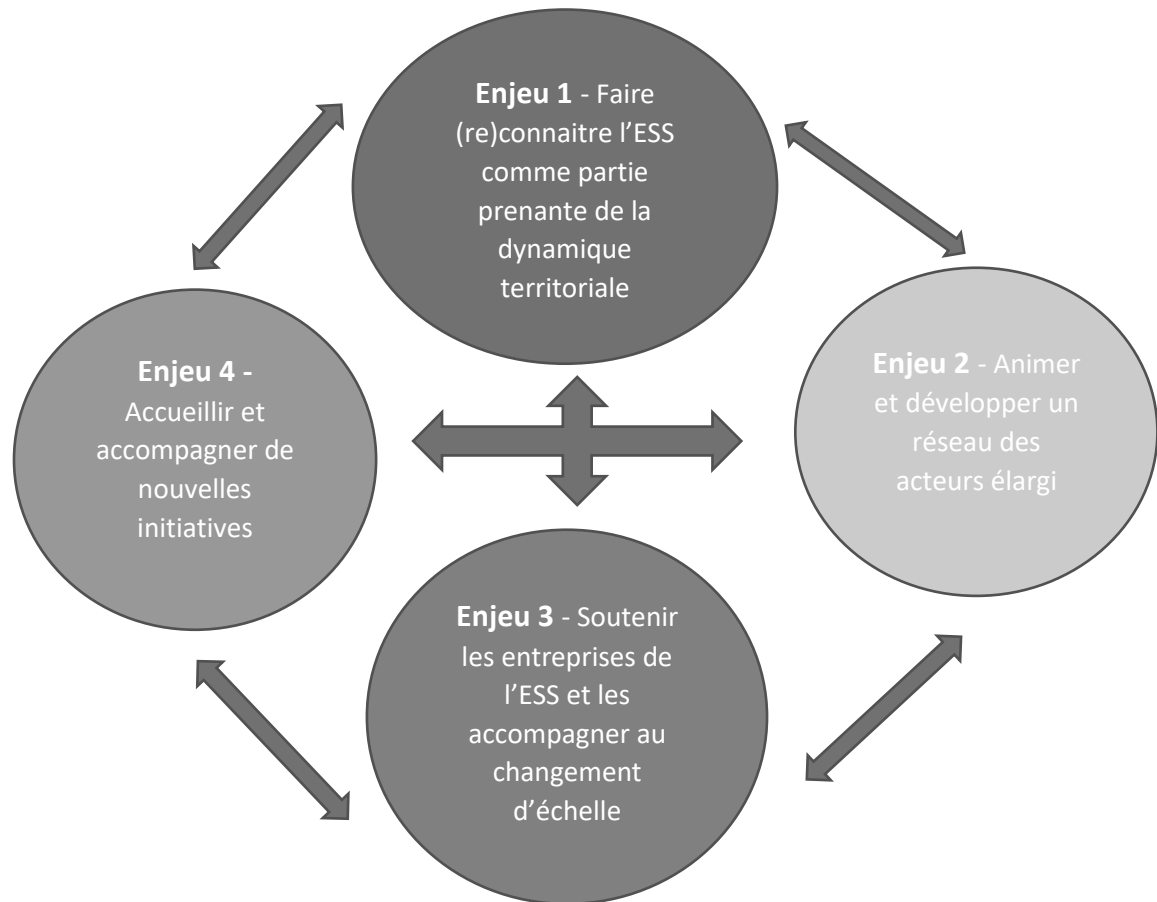 Enjeu 1 - Faire
(re)connaitre l’ESS
comme partie
prenante de la
dynamique
territoriale
Enjeu 2 - Animer
et développer un
réseau des
acteurs élargi
Enjeu 3 - Soutenir
les entreprises de
l’ESS et les
accompagner au
changement
d’échelle
Enjeu 4 -
Accueillir et
accompagner de
nouvelles
initiatives